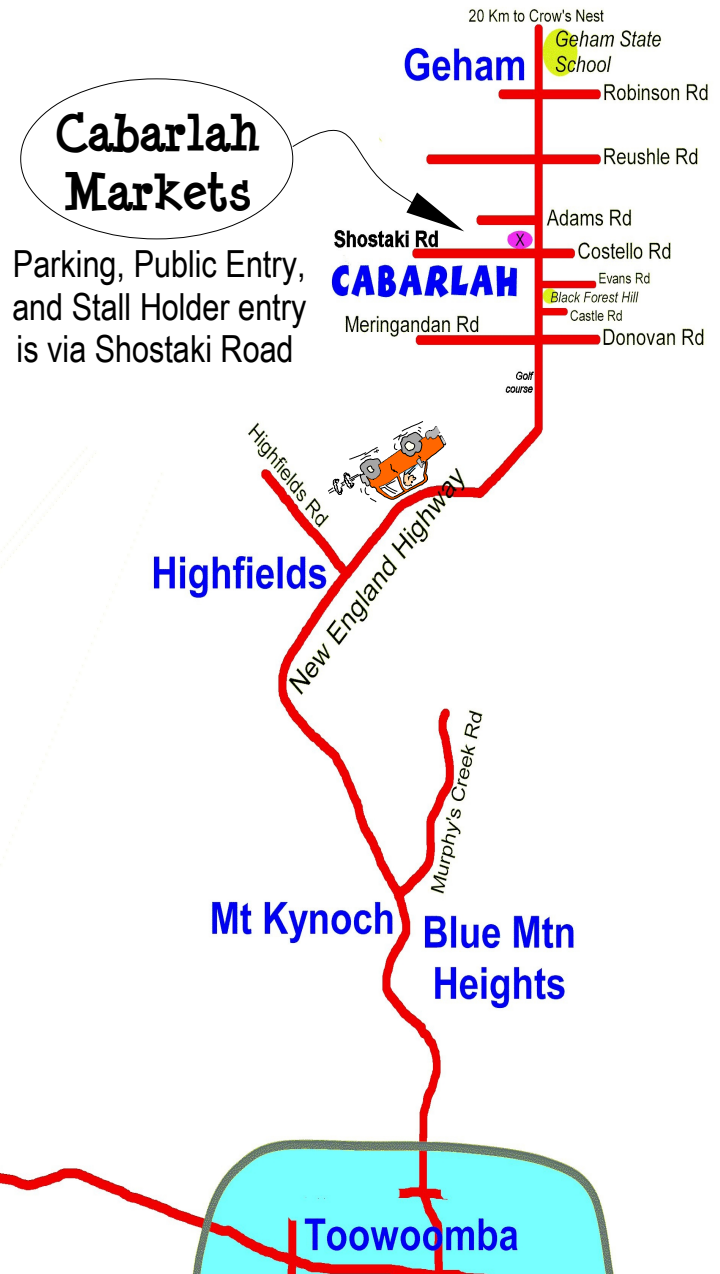 20 Km to Crow's Nest
Geham State
School
Geham
Robinson Rd
Cabarlah
Markets
Reushle Rd
Adams Rd
X
Shostaki Rd
Costello Rd
Parking, Public Entry,
and Stall Holder entry
is via Shostaki Road
CABARLAH
Evans Rd
Black Forest Hill
Castle Rd
Meringandan Rd
Donovan Rd
Golf
course
Highfields Rd
New England Highway
Highfields
Murphy's Creek Rd
Mt Kynoch
Blue Mtn
Heights
Toowoomba